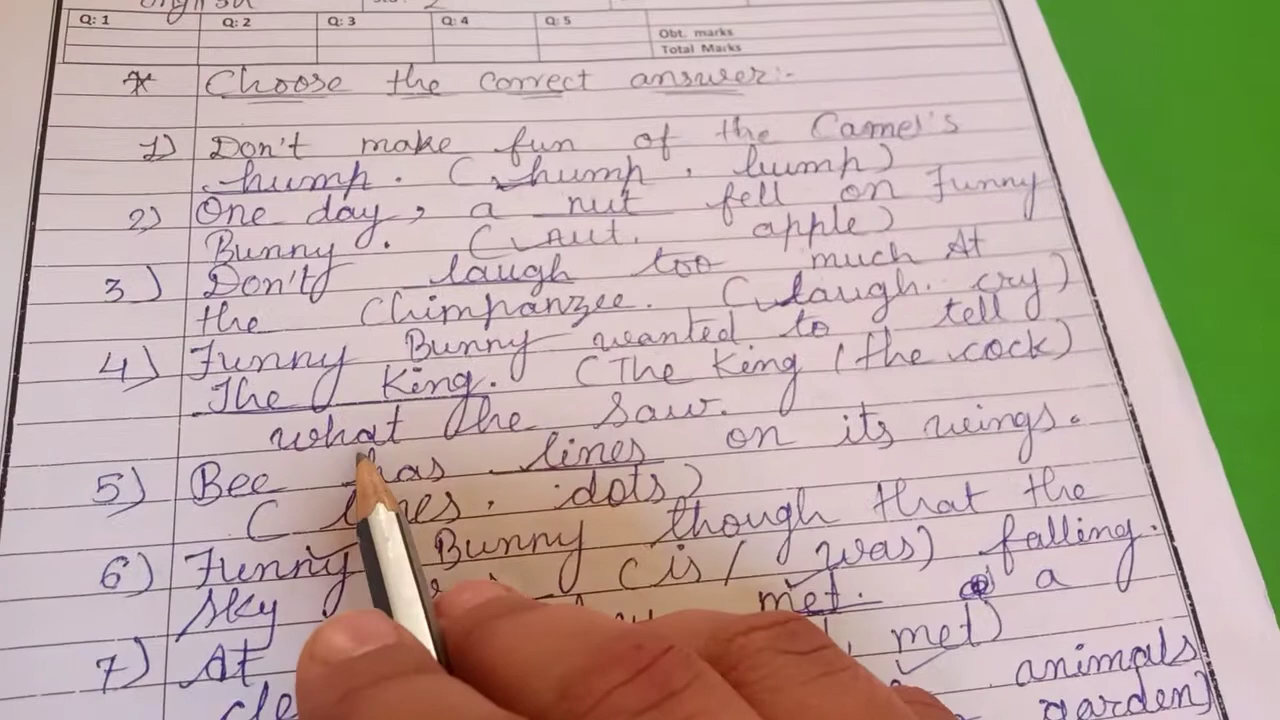 English
Q: 1 Q: 2 Q: 3 Q: 4 Q: 5
Obt. marks
Total Marks
* Choose the correct answer:-
1) Don't make fun of the Camel's
hump. ( hump, lump)
2) One day, a nut fell on Funny
Bunny. ( nut, apple)
3) Don't laugh too much At
the Chimpanzee. ( laugh. cry)
4) Funny Bunny wanted to tell
The King. (The King / the cock)
what the saw.
5) Bee has lines on its wings.
( lines, dots)
6) Funny Bunny though that the
Sky (is / was) falling.
7) At met. a
met)
animals
garden)